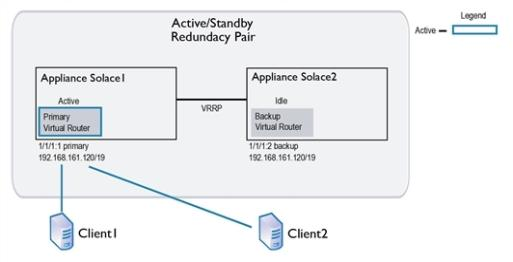 Active/Standby
Redundacy Pair
Legend
Active
Appliance Solace1
Appliance Solace2
Active
Idle
Primary
Virtual Router
VRRP
Backup
Virtual Router
1/1/1:1 primary
192.168.161.120/19
1/1/1:2 backup
192.168.161.120/19
Client1
Client2